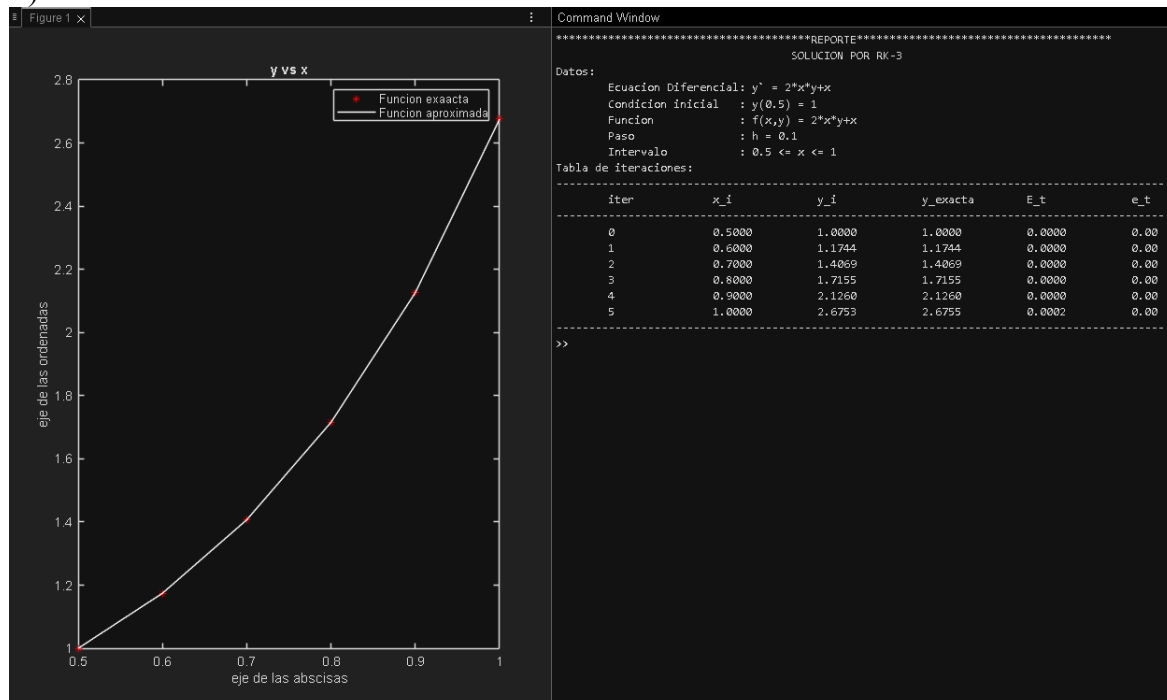 Figure 1
y vs x
2.8
2.6
2.4
2.2
2
1.8
1.6
1.4
1.2
1
Funcion exaacta
Funcion aproximada
eje de las ordenadas
0.5 0.6 0.7 0.8 0.9 1
eje de las abscisas
Command Window
***************************************REPORTE***************************************
SOLUCION POR RK-3
Datos:
Ecuacion Diferencial: y` = 2*x*y+x
Condicion inicial : y(0.5) = 1
Funcion : f(x,y) = 2*x*y+x
Paso : h = 0.1
Intervalo : 0.5 <= x <= 1
Tabla de iteraciones:
iter x_i y_i y_exacta E_t e_t
0 0.5000 1.0000 1.0000 0.0000 0.00
1 0.6000 1.1744 1.1744 0.0000 0.00
2 0.7000 1.4069 1.4069 0.0000 0.00
3 0.8000 1.7155 1.7155 0.0000 0.00
4 0.9000 2.1260 2.1260 0.0000 0.00
5 1.0000 2.6753 2.6755 0.0002 0.00
>>